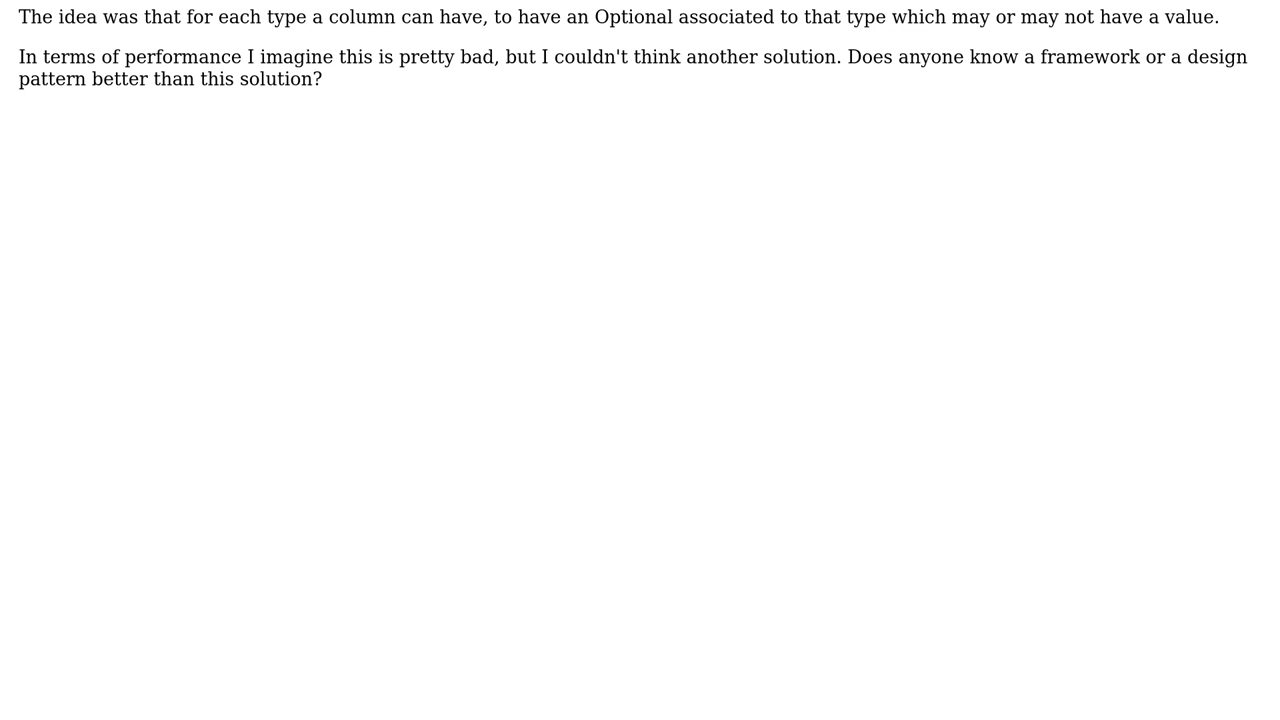 The idea was that for each type a column can have, to have an Optional associated to that type which may or may not have a value.
In terms of performance I imagine this is pretty bad, but I couldn't think another solution. Does anyone know a framework or a design
pattern better than this solution?